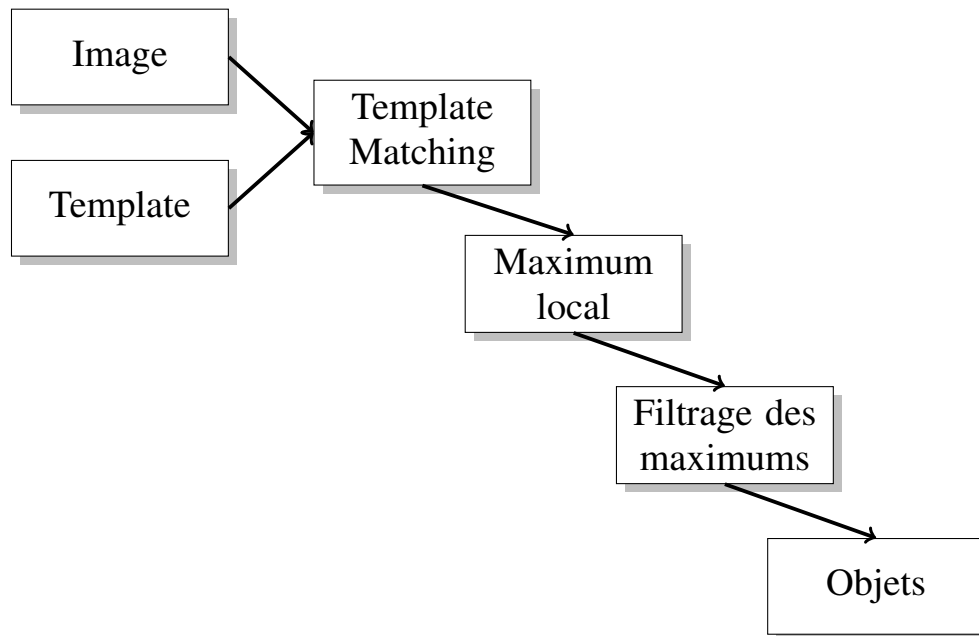 Image
Template
Template
Matching
Maximum
local
Filtrage des
maximums
Objets